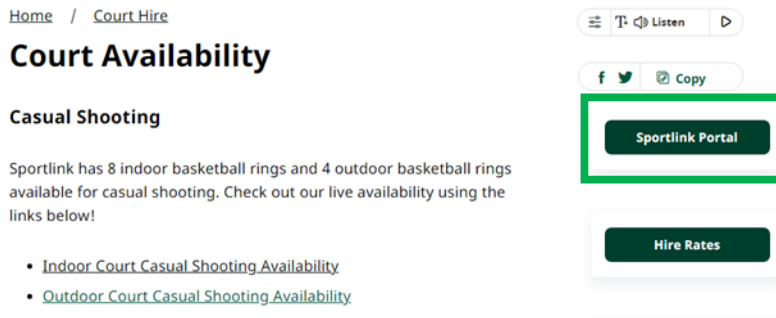 Home / Court Hire
Listen
Court Availability
Copy
Casual Shooting
Sportlink Portal
Sportlink has 8 indoor basketball rings and 4 outdoor basketball rings
available for casual shooting. Check out our live availability using the
links below!
Hire Rates
• Indoor Court Casual Shooting Availability
• Outdoor Court Casual Shooting Availability